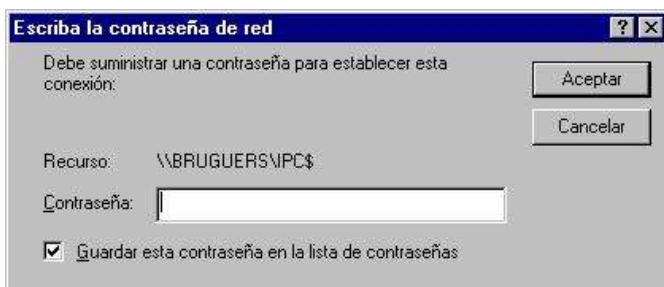 Escriba la contraseña de red
Debe suministrar una contraseña para establecer esta
conexión:
Aceptar
Cancelar
Recurso: \\BRUGUERS\IPC$
Contraseña:
Guardar esta contraseña en la lista de contraseñas